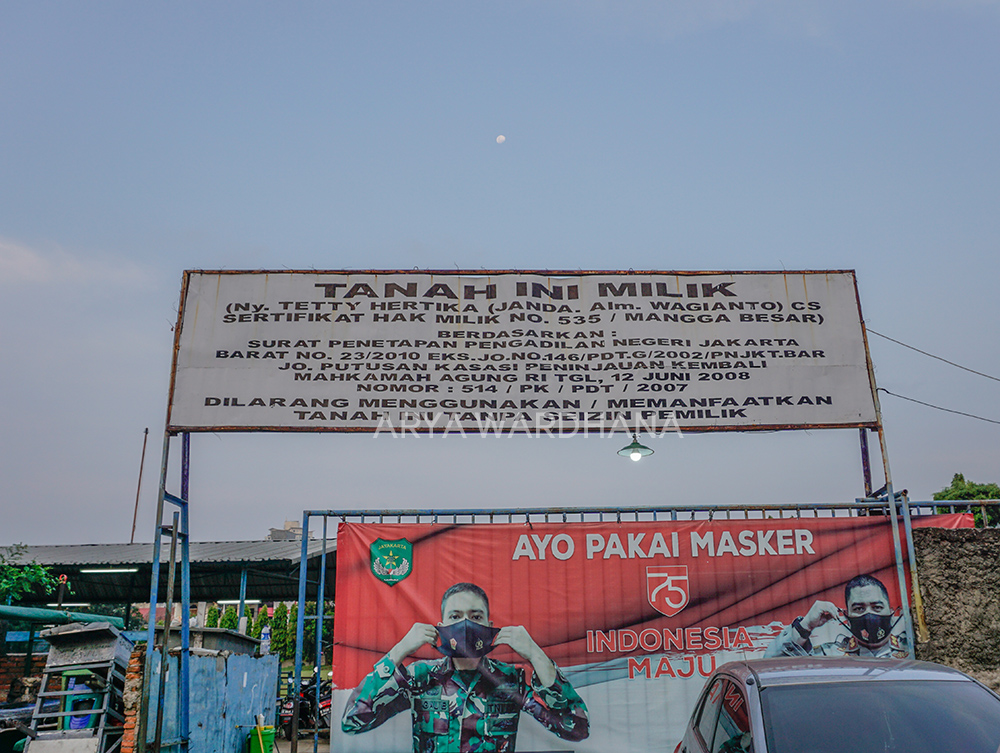 TANAH INI MILIK
(Ny. TETTY HERTIKA (JANDA. Alm. WAGIANTO) CS
SERTIFIKAT HAK MILIK NO. 535 / MANGGA BESAR)
BERDASARKAN :
SURAT PENETAPAN PENGADILAN NEGERI JAKARTA
BARAT NO. 23/2010 EKS.JO.NO.146/PDT.G/2002/PNJKT.BAR
JO. PUTUSAN KASASI PENINJAUAN KEMBALI
MAHKAMAH AGUNG RI TGL, 12 JUNI 2008
NOMOR : 514 / PK / PDT / 2007
DILARANG MENGGUNAKAN / MEMANFAATKAN
TANAH INI TANPA SEIZIN PEMILIK
ARYA WARDHANA
JAYAKARTA
AYO PAKAI MASKER
75
INDONESIA
MAJU